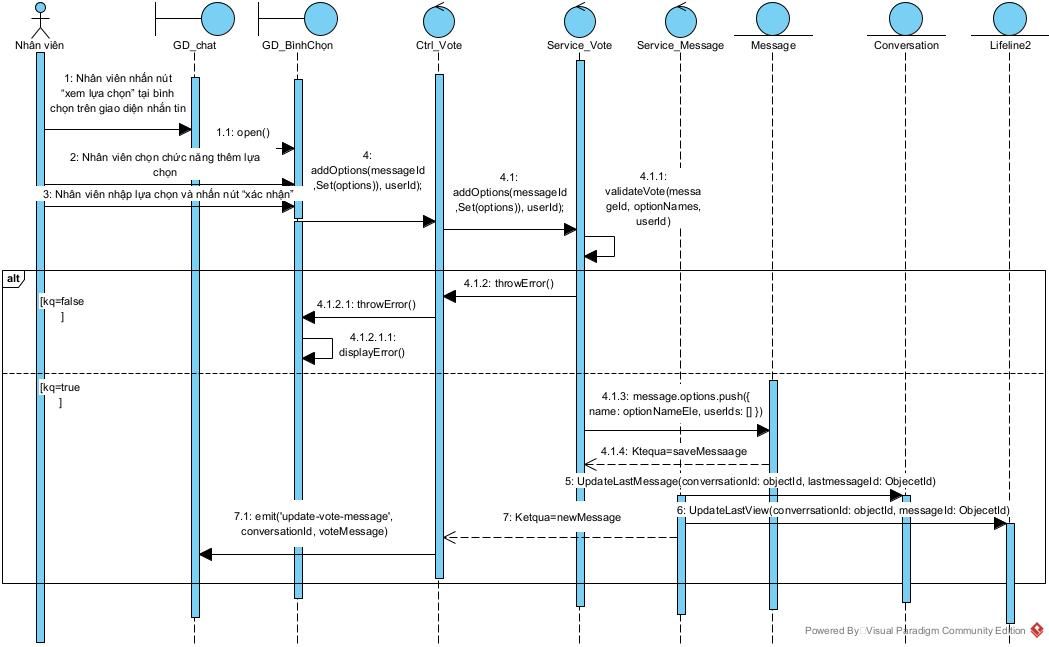 Nhân viên
GD_chat
GD_BinhChọn
Ctrl_Vote
Service_Vote
Service_Message
Message
Conversation
Lifeline2
1: Nhân viên nhấn nút
“xem lựa chọn” tại bình
chọn trên giao diện nhắn tin
1.1: open()
2: Nhân viên chọn chức năng thêm lựa
chọn
3: Nhân viên nhập lựa chọn và nhấn nút “xác nhận”
4:
addOptions(messageId
,Set(options)), userId);
4.1:
addOptions(messageId
,Set(options)), userId);
4.1.1:
validateVote(messa
geId, optionNames,
userId)
alt
[kq=false
]
4.1.2: throwError()
4.1.2.1: throwError()
4.1.2.1.1:
displayError()
[kq=true
]
4.1.3: message.options.push({
name: optionNameEle, userIds: [] })
4.1.4: Ktequa=saveMessaage
5: UpdateLastMessage(conversationId: objectId, lastmessageId: ObjecetId)
6: UpdateLastView(conversationId: objectId, messageId: ObjecetId)
7: Ketqua=newMessage
7.1: emit('update-vote-message',
conversationId, voteMessage)
Powered By Visual Paradigm Community Edition